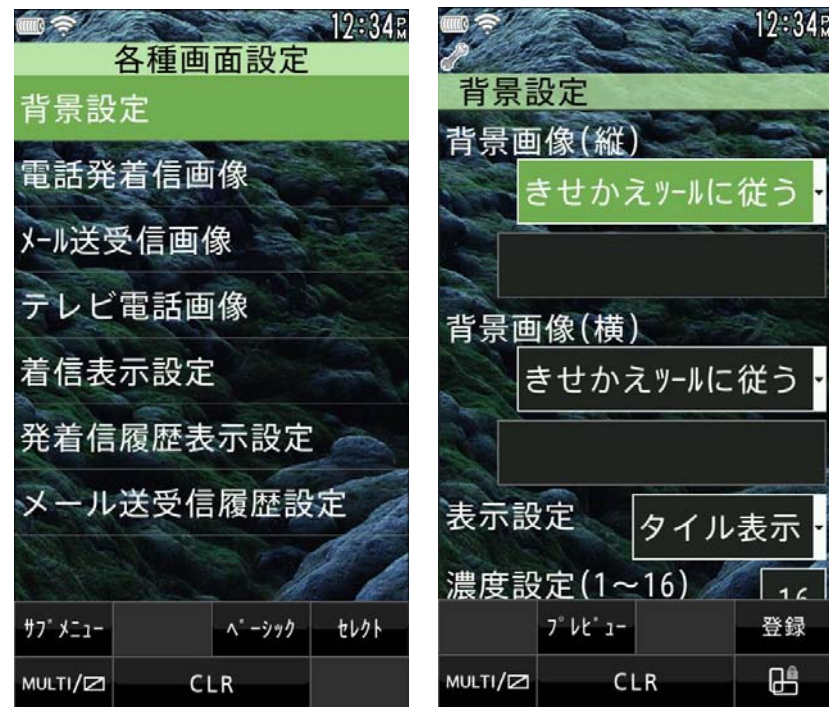 12:34PM
各種画面設定
背景設定
電話発着信画像
ﾒｰﾙ送受信画像
テレビ電話画像
着信表示設定
発着信履歴表示設定
メール送受信履歴設定
ｻﾌﾞﾒﾆｭｰ ﾍﾞｰｼｯｸ ｾﾚｸﾄ
MULTI/ CLR
12:34
背景設定
背景画像(縦)
きせかえﾂｰﾙに従う
背景画像(横)
きせかえﾂｰﾙに従う
表示設定 タイル表示
濃度設定(1～16) 16
ﾌﾟﾚﾋﾞｭｰ 登録
MULTI/ CLR